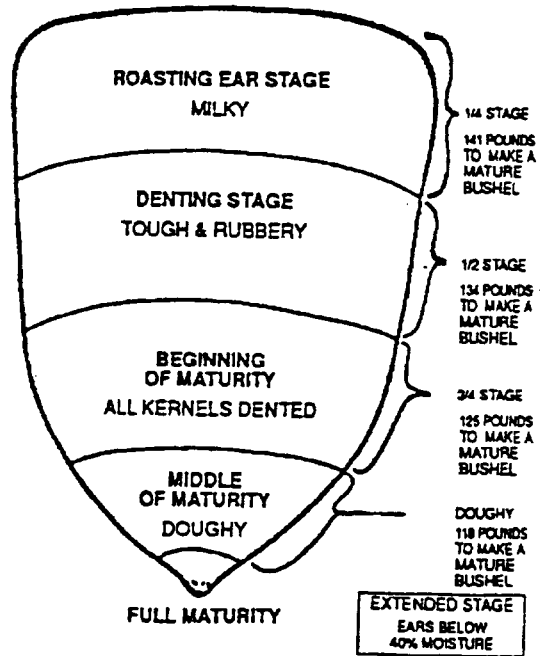 ROASTING EAR STAGE
MILKY
1/4 STAGE
141 POUNDS
TO MAKE A
MATURE
BUSHEL
DENTING STAGE
TOUGH & RUBBERY
1/2 STAGE
134 POUNDS
TO MAKE A
MATURE
BUSHEL
BEGINNING
OF MATURITY
ALL KERNELS DENTED
3/4 STAGE
125 POUNDS
TO MAKE A
MATURE
BUSHEL
MIDDLE
OF MATURITY
DOUGHY
DOUGHY
118 POUNDS
TO MAKE A
MATURE
BUSHEL
FULL MATURITY
EXTENDED STAGE
EARS BELOW
40% MOISTURE